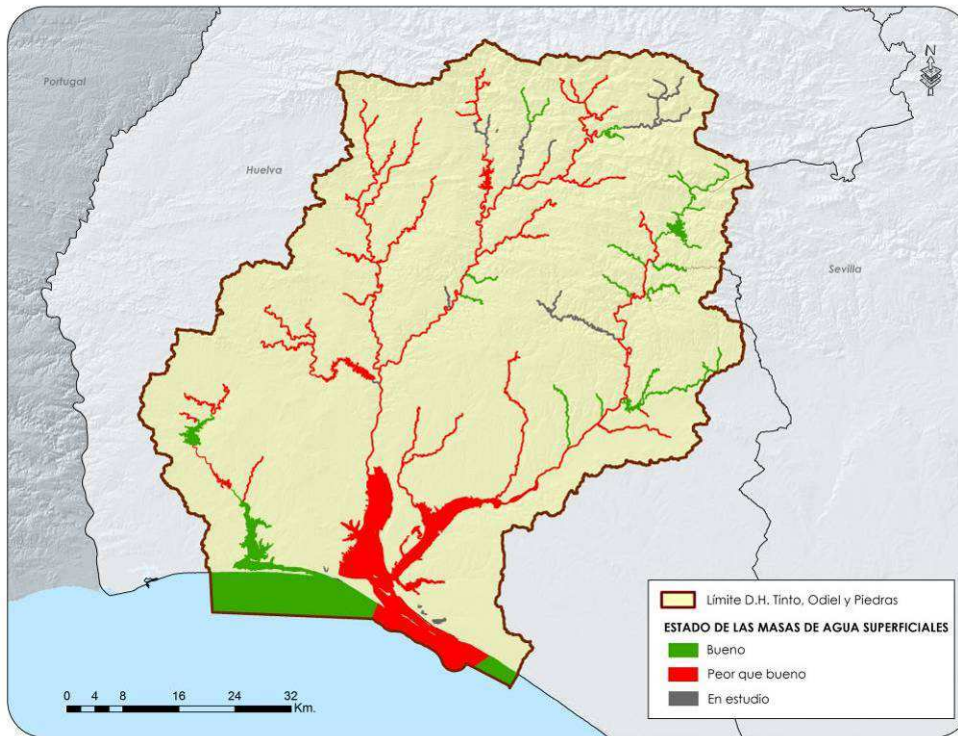 N
Portugal
Huelva
Sevilla
Límite D.H. Tinto, Odiel y Piedras
ESTADO DE LAS MASAS DE AGUA SUPERFICIALES
Bueno
Peor que bueno
En estudio
0 2 4 8 16 24 32
Km.